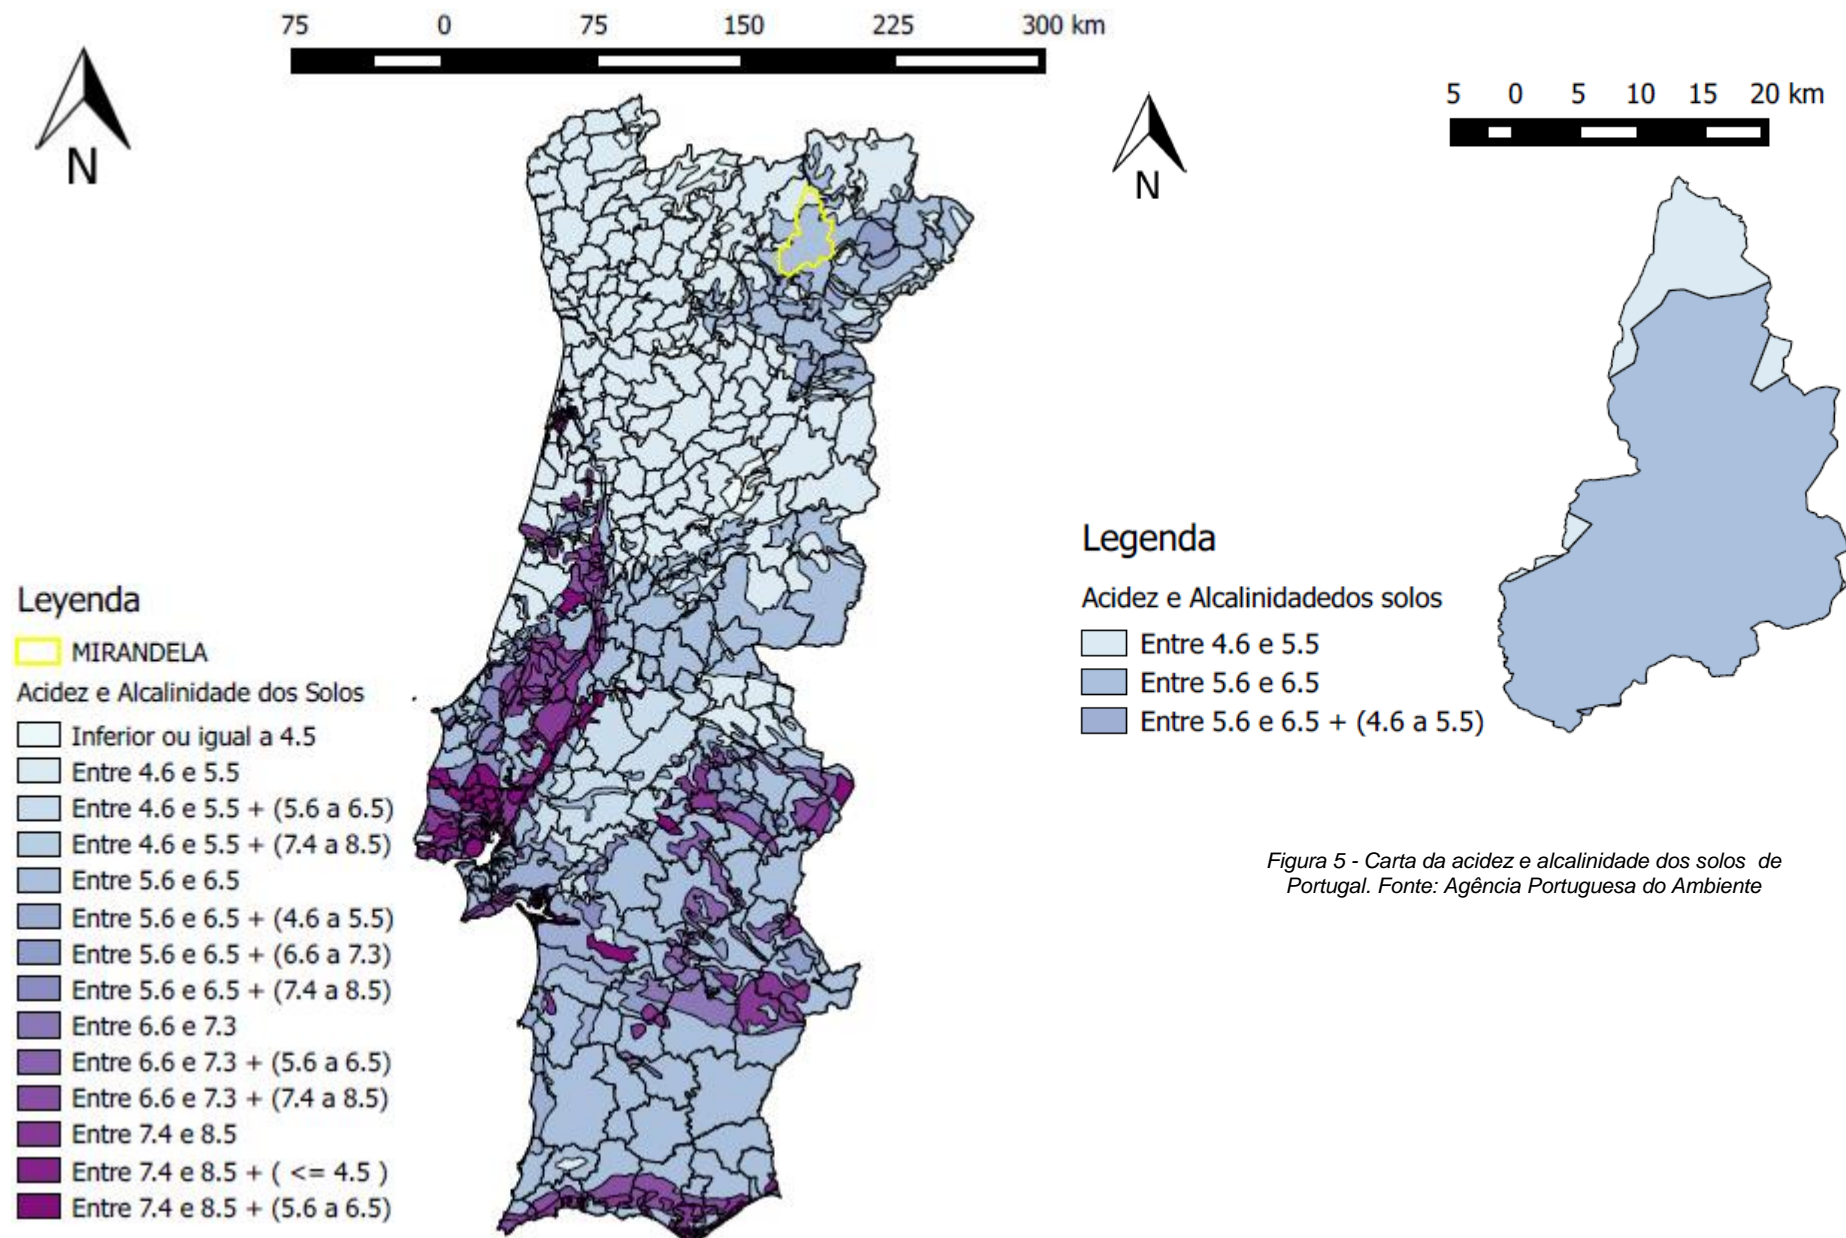 75 0 75 150 225 300 km
N
Leyenda
MIRANDELA
Acidez e Alcalinidade dos Solos
Inferior ou igual a 4.5
Entre 4.6 e 5.5
Entre 4.6 e 5.5 + (5.6 a 6.5)
Entre 4.6 e 5.5 + (7.4 a 8.5)
Entre 5.6 e 6.5
Entre 5.6 e 6.5 + (4.6 a 5.5)
Entre 5.6 e 6.5 + (6.6 a 7.3)
Entre 5.6 e 6.5 + (7.4 a 8.5)
Entre 6.6 e 7.3
Entre 6.6 e 7.3 + (5.6 a 6.5)
Entre 6.6 e 7.3 + (7.4 a 8.5)
Entre 7.4 e 8.5
Entre 7.4 e 8.5 + ( <= 4.5 )
Entre 7.4 e 8.5 + (5.6 a 6.5)
5 0 5 10 15 20 km
N
Legenda
Acidez e Alcalinidadedos solos
Entre 4.6 e 5.5
Entre 5.6 e 6.5
Entre 5.6 e 6.5 + (4.6 a 5.5)
Figura 5 - Carta da acidez e alcalinidade dos solos de
Portugal. Fonte: Agência Portuguesa do Ambiente